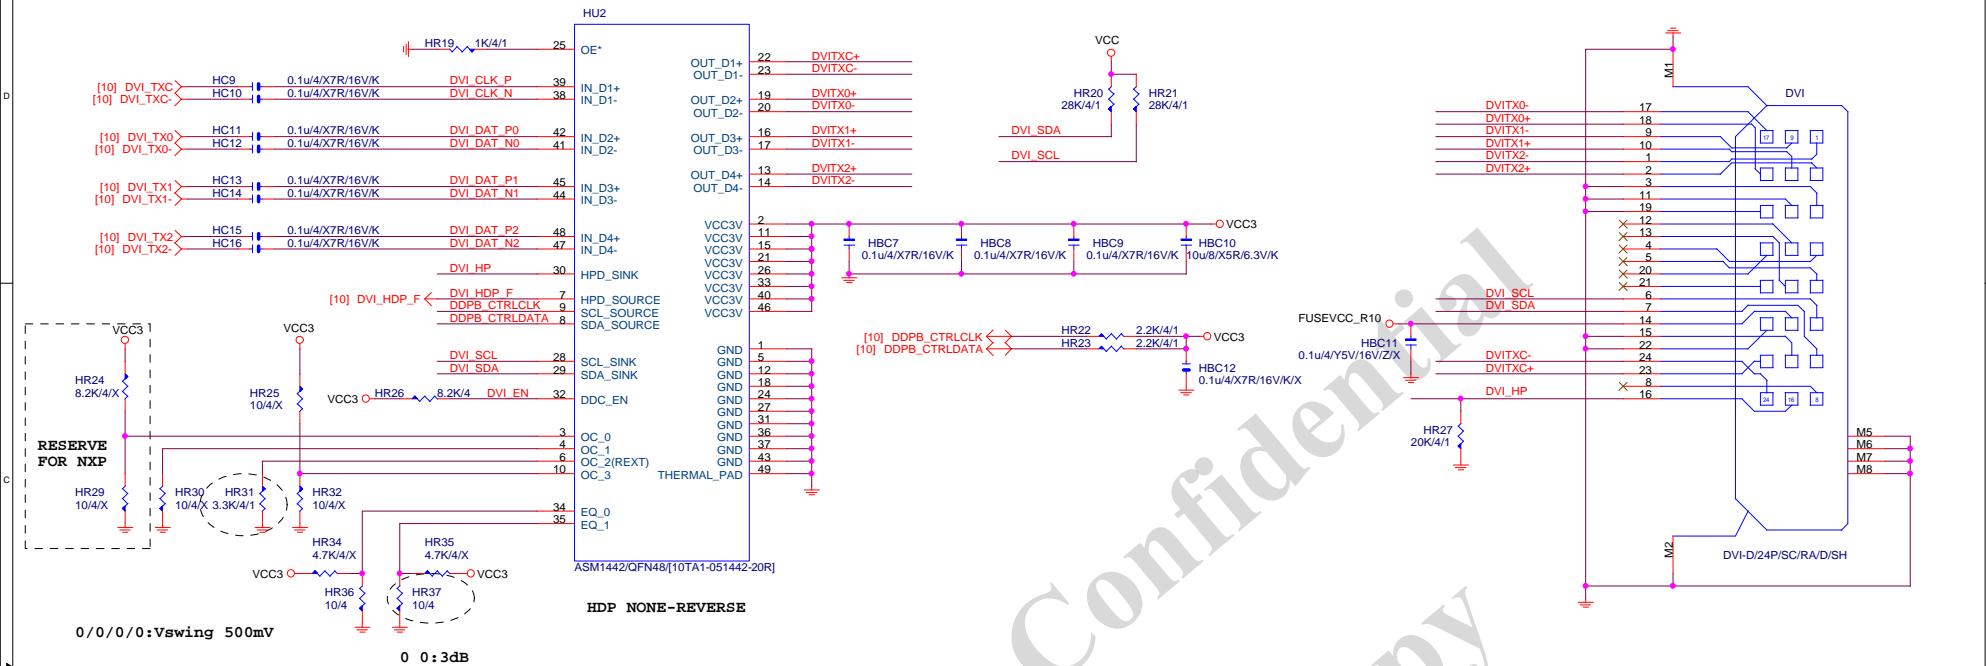 HU2
HR19 1K/4/1 25 OE*
[10] DVI_TXC HC9 0.1u/4/X7R/16V/K DVI_CLK_P 39 IN_D1+
[10] DVI_TXC- HC10 0.1u/4/X7R/16V/K DVI_CLK_N 38 IN_D1-
[10] DVI_TX0 HC11 0.1u/4/X7R/16V/K DVI_DAT_P0 42 IN_D2+
[10] DVI_TX0- HC12 0.1u/4/X7R/16V/K DVI_DAT_N0 41 IN_D2-
[10] DVI_TX1 HC13 0.1u/4/X7R/16V/K DVI_DAT_P1 45 IN_D3+
[10] DVI_TX1- HC14 0.1u/4/X7R/16V/K DVI_DAT_N1 44 IN_D3-
[10] DVI_TX2 HC15 0.1u/4/X7R/16V/K DVI_DAT_P2 48 IN_D4+
[10] DVI_TX2- HC16 0.1u/4/X7R/16V/K DVI_DAT_N2 47 IN_D4-
DVI_HP 30 HPD_SINK
[10] DVI_HDP_F DVI_HDP_F 7 HPD_SOURCE
DDPB_CTRLCLK 9 SCL_SOURCE
DDPB_CTRLDATA 8 SDA_SOURCE
DVI_SCL 28 SCL_SINK
DVI_SDA 29 SDA_SINK
VCC3 HR26 8.2K/4 DVI_EN 32 DDC_EN
3 OC_0
4 OC_1
6 OC_2(REXT)
10 OC_3
34 EQ_0
35 EQ_1
VCC3
HR24
8.2K/4/X
RESERVE
FOR NXP
HR29
10/4/X
VCC3
HR25
10/4/X
HR30
10/4/X
HR31
3.3K/4/1
HR32
10/4/X
HR34
4.7K/4/X
VCC3
HR36
10/4
HR35
4.7K/4/X
VCC3
HR37
10/4
0/0/0/0:Vswing 500mV
0 0:3dB
OUT_D1+ 22 DVITXC+
OUT_D1- 23 DVITXC-
OUT_D2+ 19 DVITX0+
OUT_D2- 20 DVITX0-
OUT_D3+ 16 DVITX1+
OUT_D3- 17 DVITX1-
OUT_D4+ 13 DVITX2+
OUT_D4- 14 DVITX2-
VCC3V 2
VCC3V 11
VCC3V 15
VCC3V 21
VCC3V 26
VCC3V 33
VCC3V 40
VCC3V 46
GND 1
GND 5
GND 12
GND 18
GND 24
GND 27
GND 31
GND 36
GND 37
GND 43
THERMAL_PAD 49
ASM1442/QFN48/[10TA1-051442-20R]
HDP NONE-REVERSE
VCC
HR20
28K/4/1
HR21
28K/4/1
DVI_SDA
DVI_SCL
VCC3
HBC7
0.1u/4/X7R/16V/K
HBC8
0.1u/4/X7R/16V/K
HBC9
0.1u/4/X7R/16V/K
HBC10
10u/8/X5R/6.3V/K
[10] DDPB_CTRLCLK HR22 2.2K/4/1 VCC3
[10] DDPB_CTRLDATA HR23 2.2K/4/1
HBC12
0.1u/4/X7R/16V/K/X
FUSEVCC_R10
HBC11
0.1u/4/Y5V/16V/Z/X
HR27
20K/4/1
M1
DVI
DVITX0- 17
DVITX0+ 18
DVITX1- 9
DVITX1+ 10
DVITX2- 1
DVITX2+ 2
3
11
19
12
13
4
5
20
21
DVI_SCL 6
DVI_SDA 7
14
15
22
DVITXC- 24
DVITXC+ 23
8
DVI_HP 16
17 9 1
24 16 8
M5
M6
M7
M8
M2
DVI-D/24P/SC/RA/D/SH
D
C
Confidential